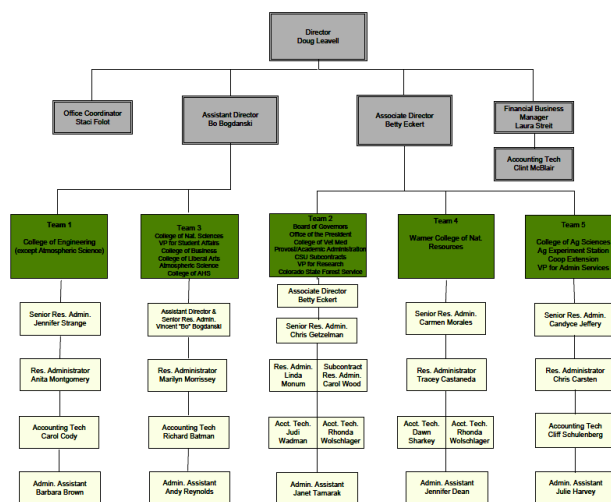 Director
Doug Leavell
Office Coordinator
Staci Folot
Assistant Director
Bo Bogdanski
Associate Director
Betty Eckert
Financial Business
Manager
Laura Streit
Accounting Tech
Clint McBlair
Team 1
College of Engineering
(except Atmospheric Science)
Team 3
College of Nat. Sciences
VP for Student Affairs
College of Business
College of Liberal Arts
Atmospheric Science
College of AHS
Team 2
Board of Governors
Office of the President
College of Vet Med
Provost/Academic Administration
CSU Subcontracts
VP for Research
Colorado State Forest Service
Team 4
Warner College of Nat.
Resources
Team 5
College of Ag Sciences
Ag Experiment Station
Coop Extension
VP for Admin Services
Senior Res. Admin.
Jennifer Strange
Res. Administrator
Anita Montgomery
Accounting Tech
Carol Cody
Admin. Assistant
Barbara Brown
Assistant Director &
Senior Res. Admin.
Vincent "Bo" Bogdanski
Res. Administrator
Marilyn Morrissey
Accounting Tech
Richard Batman
Admin. Assistant
Andy Reynolds
Associate Director
Betty Eckert
Senior Res. Admin.
Chris Getzelman
Res. Admin.
Linda
Monum
Subcontract
Res. Admin.
Carol Wood
Acct. Tech.
Judi
Wadman
Acct. Tech.
Rhonda
Wolschlager
Admin. Assistant
Janet Tamarak
Senior Res. Admin.
Carmen Morales
Res. Administrator
Tracey Castaneda
Acct. Tech.
Dawn
Sharkey
Acct. Tech.
Rhonda
Wolschlager
Admin. Assistant
Jennifer Dean
Senior Res. Admin.
Candyce Jeffery
Res. Administrator
Chris Carsten
Accounting Tech
Cliff Schulenberg
Admin. Assistant
Julie Harvey